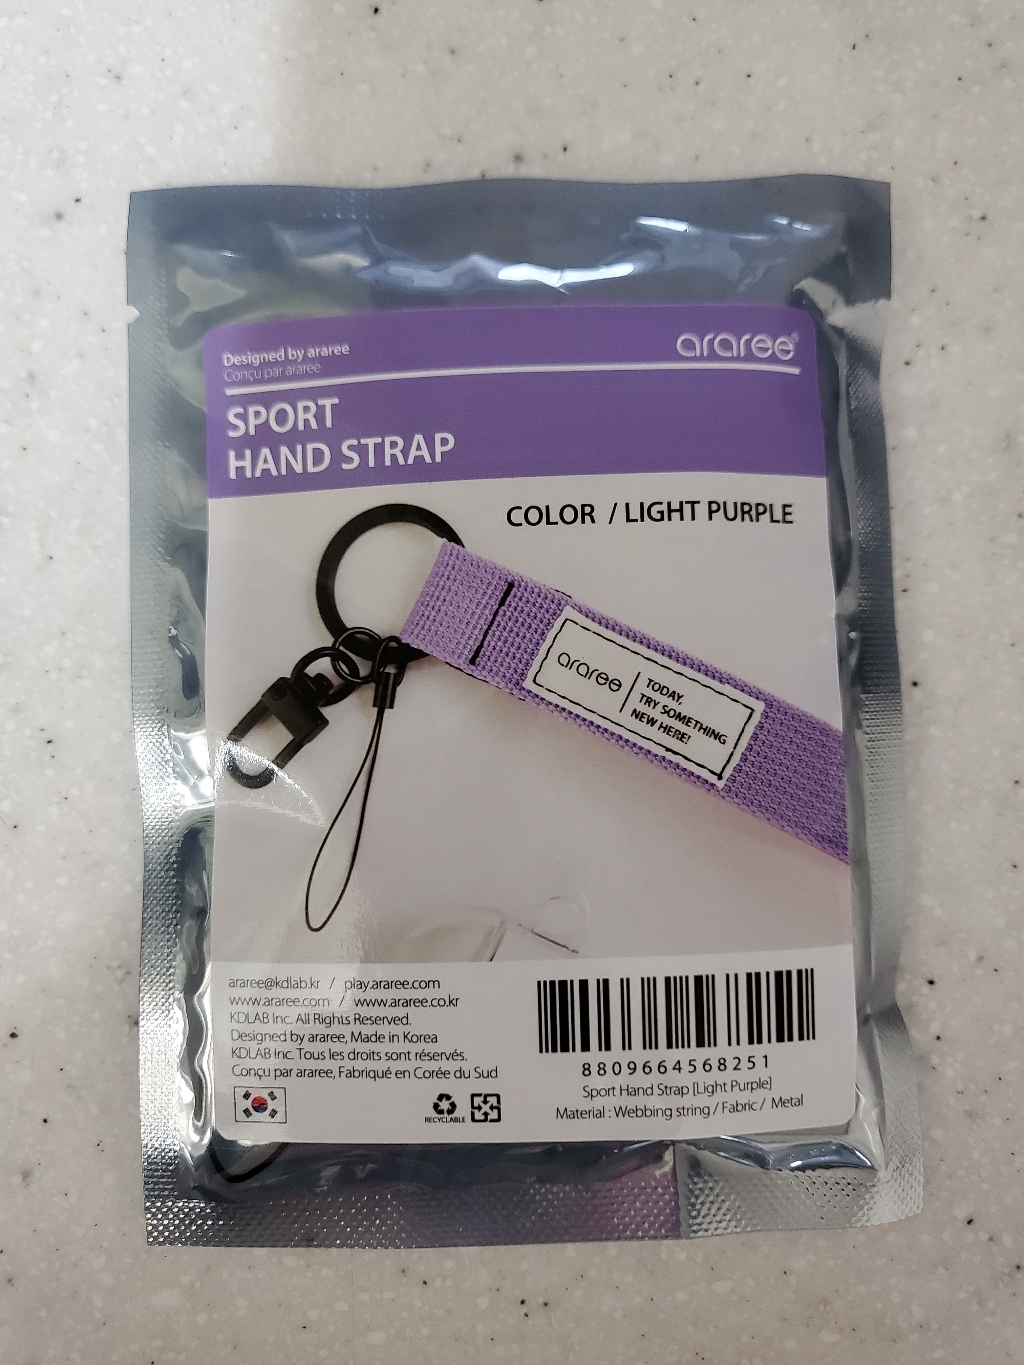 Designed by araree
Conçu par araree
araree®
SPORT
HAND STRAP
COLOR / LIGHT PURPLE
araree
TODAY,
TRY SOMETHING
NEW HERE!
araree@kdlab.kr / play.araree.com
www.araree.com / www.araree.co.kr
KDLAB Inc. All Rights Reserved.
Designed by araree, Made in Korea
KDLAB Inc. Tous les droits sont réservés.
Conçu par araree, Fabriqué en Corée du Sud
RECYCLABLE
8809664568251
Sport Hand Strap [Light Purple]
Material : Webbing string / Fabric / Metal